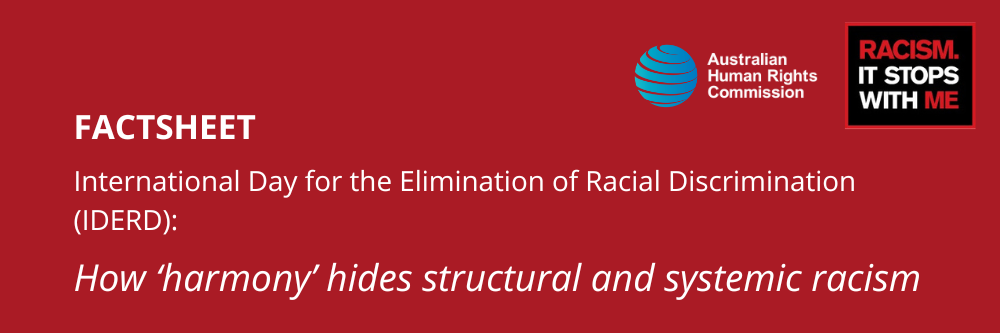 Australian
Human Rights
Commission
RACISM.
IT STOPS
WITH ME
FACTSHEET
International Day for the Elimination of Racial Discrimination
(IDERD):
How ‘harmony’ hides structural and systemic racism